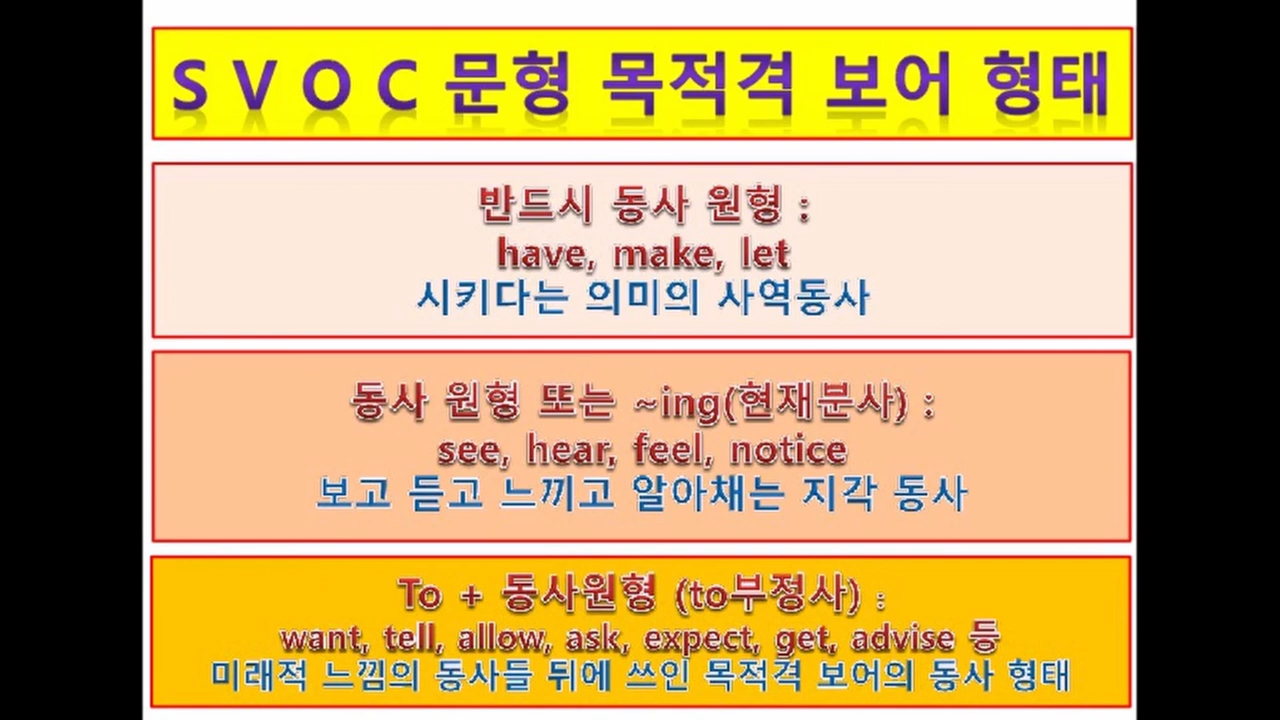 S V O C 문형 목적격 보어 형태
반드시 동사 원형 :
have, make, let
시키다는 의미의 사역동사
동사 원형 또는 ~ing(현재분사) :
see, hear, feel, notice
보고 듣고 느끼고 알아채는 지각 동사
To + 동사원형 (to부정사) :
want, tell, allow, ask, expect, get, advise 등
미래적 느낌의 동사들 뒤에 쓰인 목적격 보어의 동사 형태